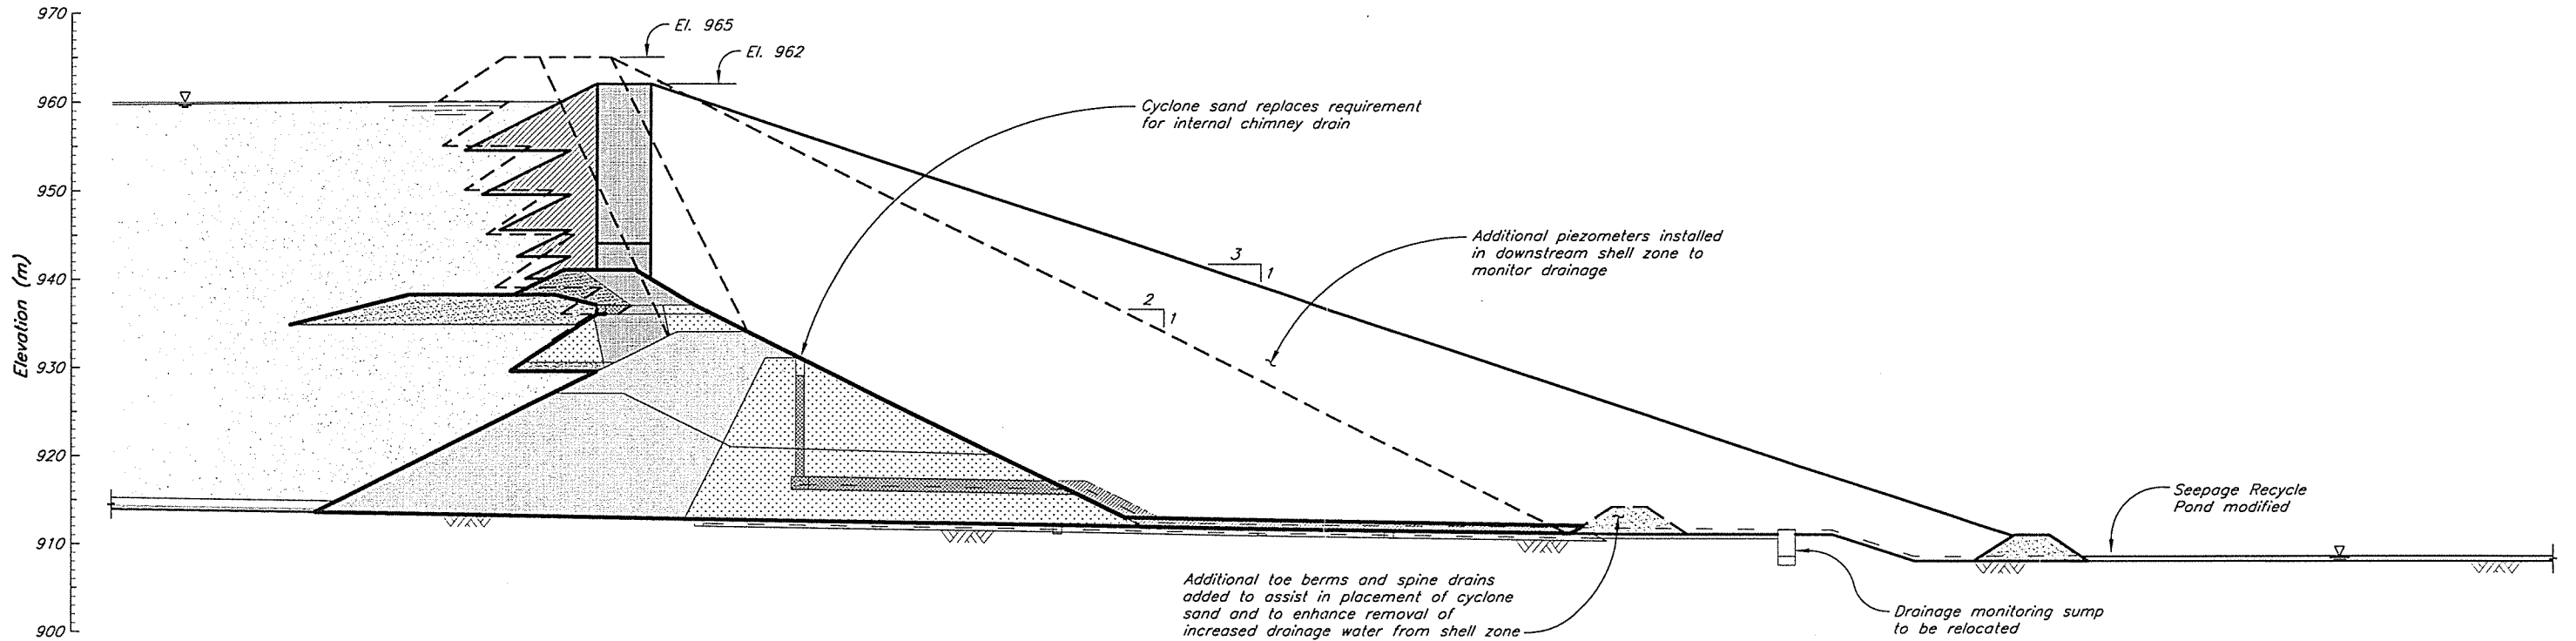 970
El. 965
El. 962
960
Cyclone sand replaces requirement
for internal chimney drain
950
Additional piezometers installed
in downstream shell zone to
monitor drainage
3
1
940
2
1
Elevation (m)
930
920
Seepage Recycle
Pond modified
910
Additional toe berms and spine drains
added to assist in placement of cyclone
sand and to enhance removal of
increased drainage water from shell zone
Drainage monitoring sump
to be relocated
900